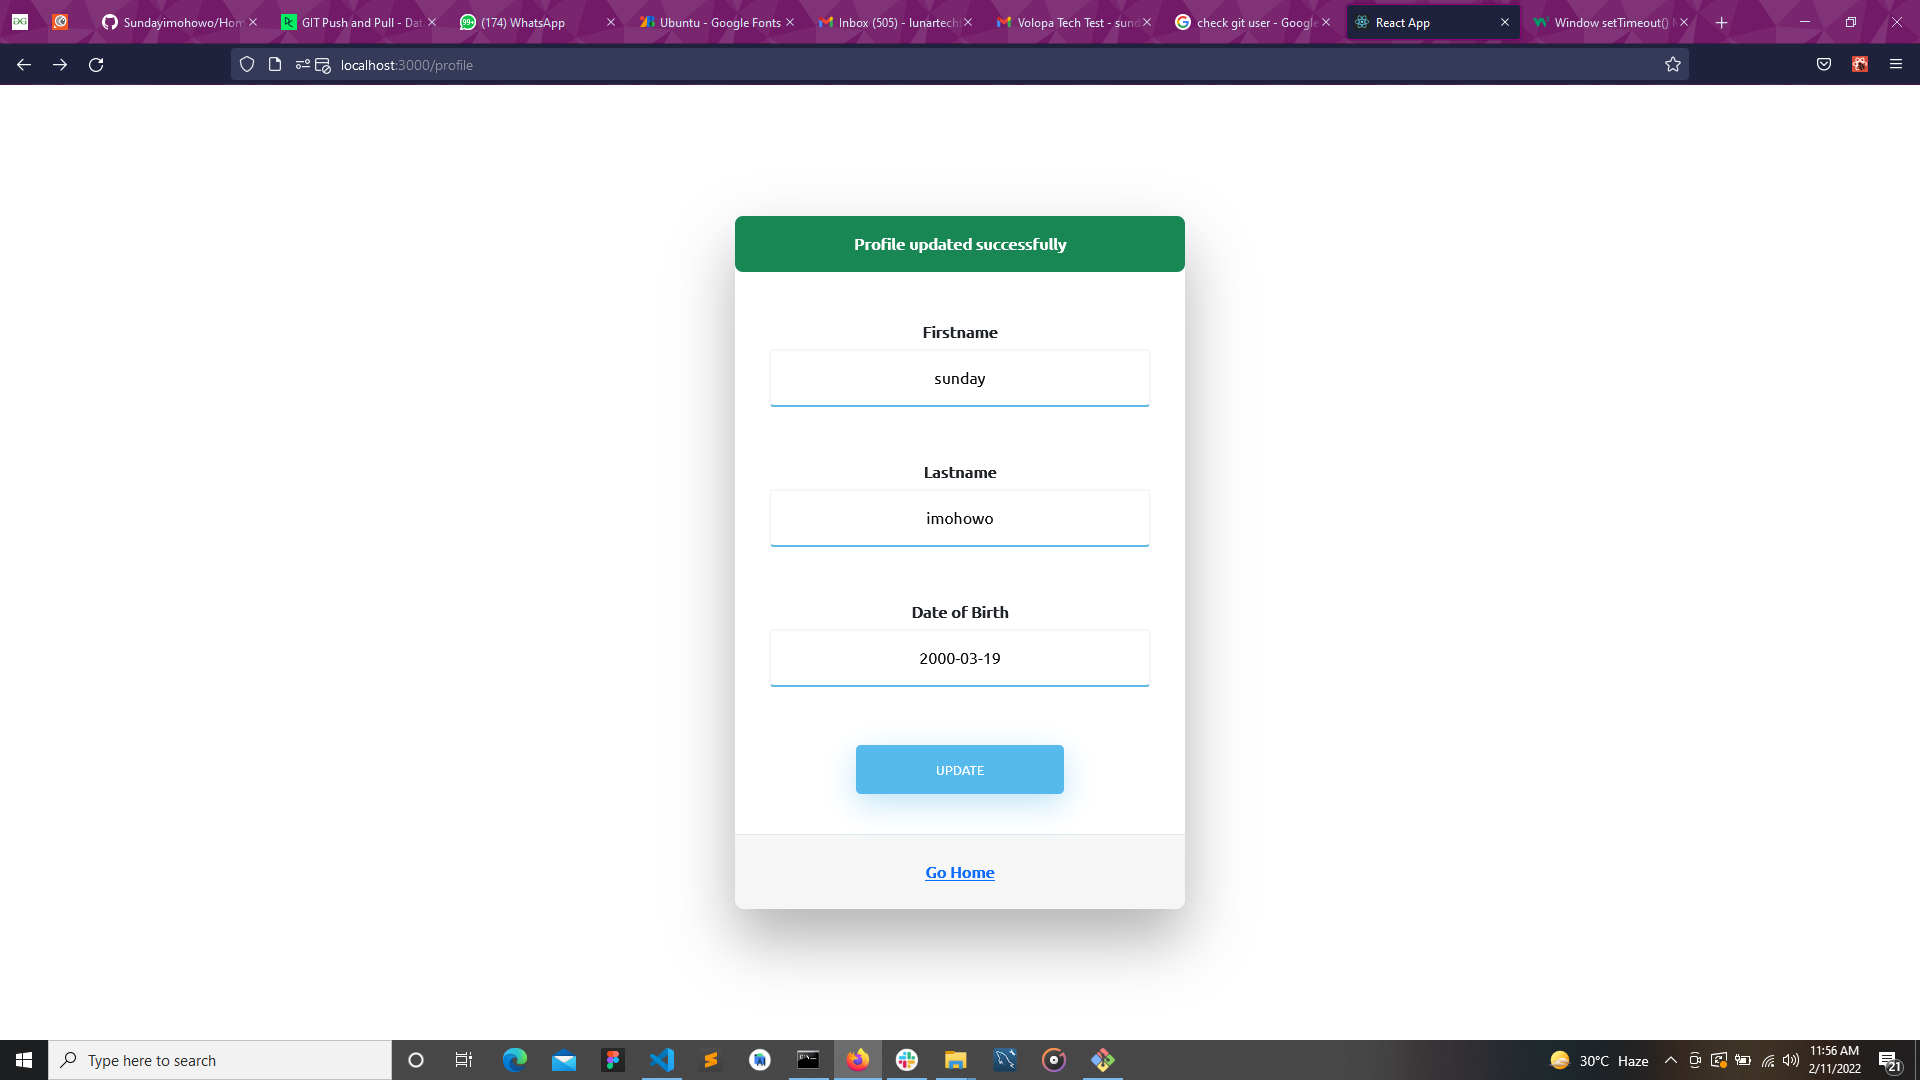 Sundayimohowo/Hom
GIT Push and Pull - Dat
(174) WhatsApp
Ubuntu - Google Fonts
Inbox (505) - lunartech
Volopa Tech Test - sund
check git user - Google
React App
Window setTimeout()
localhost:3000/profile
Profile updated successfully
Firstname
sunday
Lastname
imohowo
Date of Birth
2000-03-19
UPDATE
Go Home
Type here to search
30°C Haze
11:56 AM
2/11/2022
21